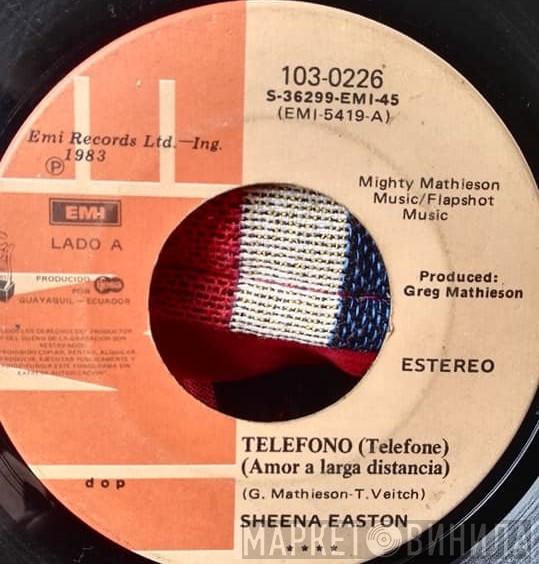 103-0226
S-36299-EMI-45
(EMI-5419-A)
Emi Records Ltd.—Ing.
Ⓟ 1983
EMI
LADO A
PRODUCIDO
POR
GUAYAQUIL - ECUADOR
Mighty Mathieson
Music/Flapshot
Music
Produced:
Greg Mathieson
ESTEREO
TELEFONO (Telefone)
(Amor a larga distancia)
(G. Mathieson-T. Veitch)
SHEENA EASTON
****
dop
МАРКЕТ ВИНИЛА